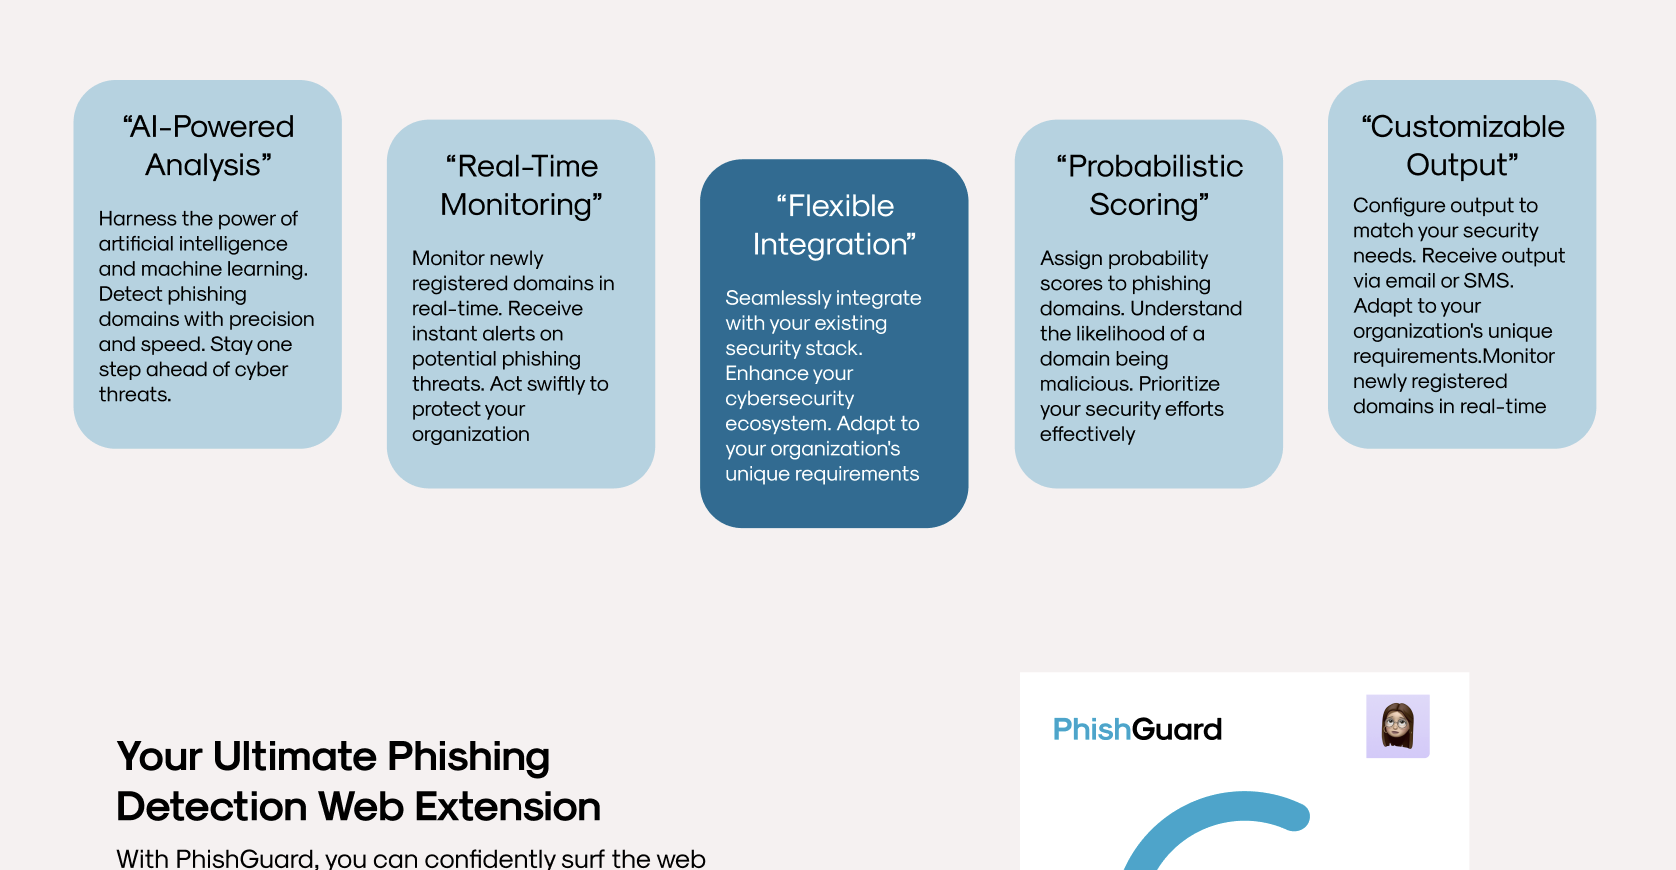 “AI-Powered
Analysis”
Harness the power of
artificial intelligence
and machine learning.
Detect phishing
domains with precision
and speed. Stay one
step ahead of cyber
threats.
“Real-Time
Monitoring”
Monitor newly
registered domains in
real-time. Receive
instant alerts on
potential phishing
threats. Act swiftly to
protect your
organization
“Flexible
Integration”
Seamlessly integrate
with your existing
security stack.
Enhance your
cybersecurity
ecosystem. Adapt to
your organization's
unique requirements
“Probabilistic
Scoring”
Assign probability
scores to phishing
domains. Understand
the likelihood of a
domain being
malicious. Prioritize
your security efforts
effectively
“Customizable
Output”
Configure output to
match your security
needs. Receive output
via email or SMS.
Adapt to your
organization's unique
requirements.Monitor
newly registered
domains in real-time
Your Ultimate Phishing
Detection Web Extension
With PhishGuard, you can confidently surf the web
PhishGuard